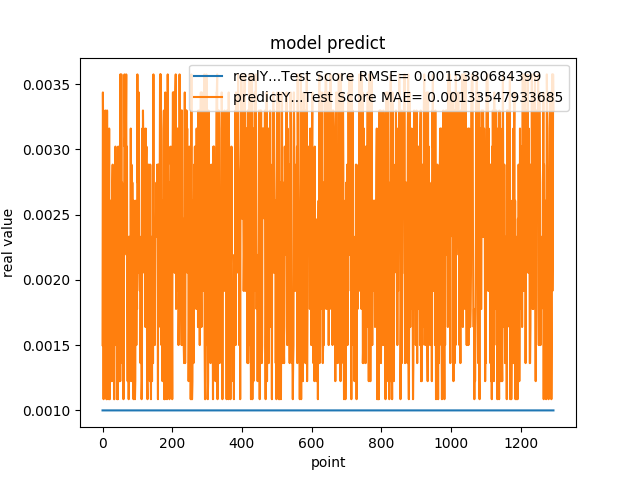 model predict
realY...Test Score RMSE= 0.0015380684399
predictY...Test Score MAE= 0.00133547933685
0.0035
0.0030
0.0025
0.0020
0.0015
0.0010
real value
0 200 400 600 800 1000 1200
point